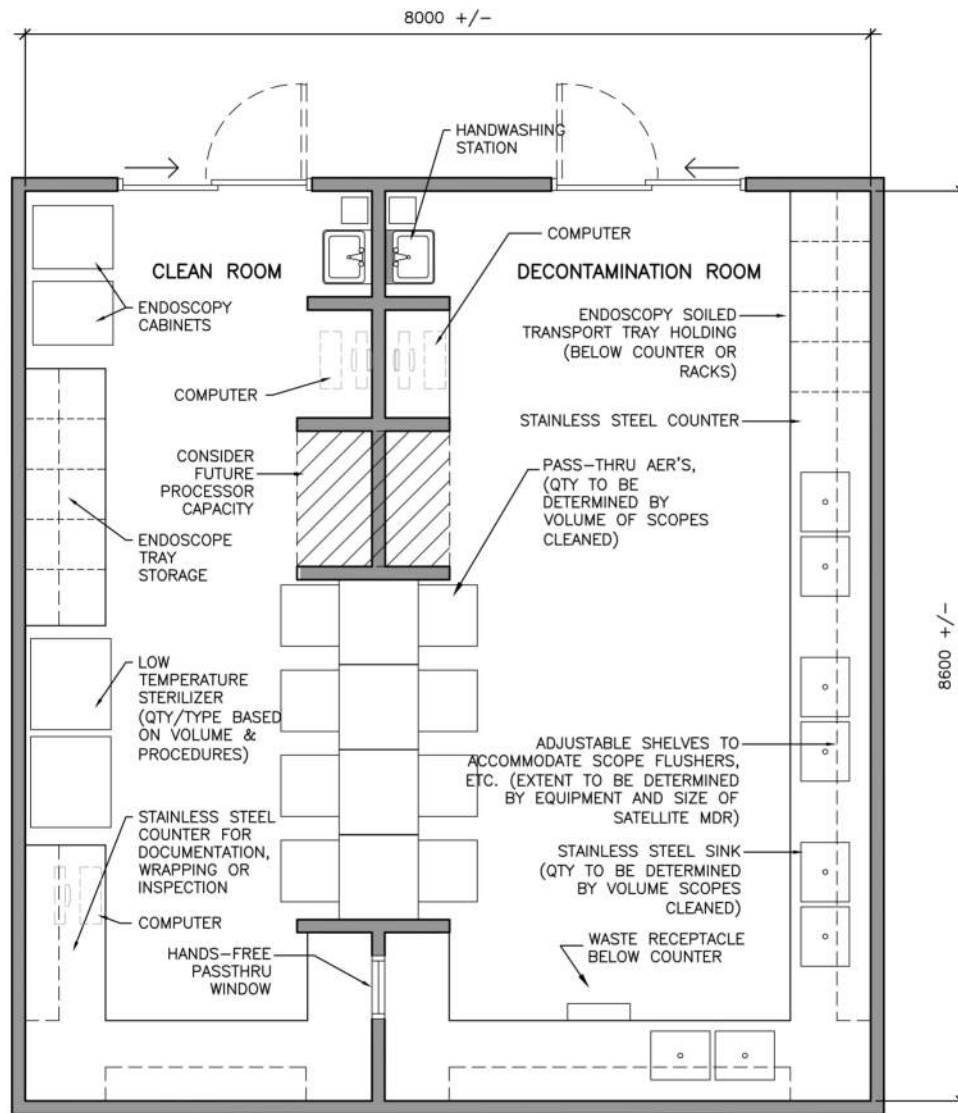 8000 +/-
HANDWASHING
STATION
COMPUTER
CLEAN ROOM
DECONTAMINATION ROOM
ENDOSCOPY
CABINETS
ENDOSCOPY SOILED
TRANSPORT TRAY HOLDING
(BELOW COUNTER OR
RACKS)
COMPUTER
STAINLESS STEEL COUNTER
CONSIDER
FUTURE
PROCESSOR
CAPACITY
PASS-THRU AER'S,
(QTY TO BE
DETERMINED BY
VOLUME OF SCOPES
CLEANED)
ENDOSCOPE
TRAY
STORAGE
8600 +/-
LOW
TEMPERATURE
STERILIZER
(QTY/TYPE BASED
ON VOLUME &
PROCEDURES)
ADJUSTABLE SHELVES TO
ACCOMMODATE SCOPE FLUSHERS,
ETC. (EXTENT TO BE DETERMINED
BY EQUIPMENT AND SIZE OF
SATELLITE MDR)
STAINLESS STEEL
COUNTER FOR
DOCUMENTATION,
WRAPPING OR
INSPECTION
STAINLESS STEEL SINK
(QTY TO BE DETERMINED
BY VOLUME SCOPES
CLEANED)
COMPUTER
WASTE RECEPTACLE
BELOW COUNTER
HANDS-FREE
PASSTHRU
WINDOW